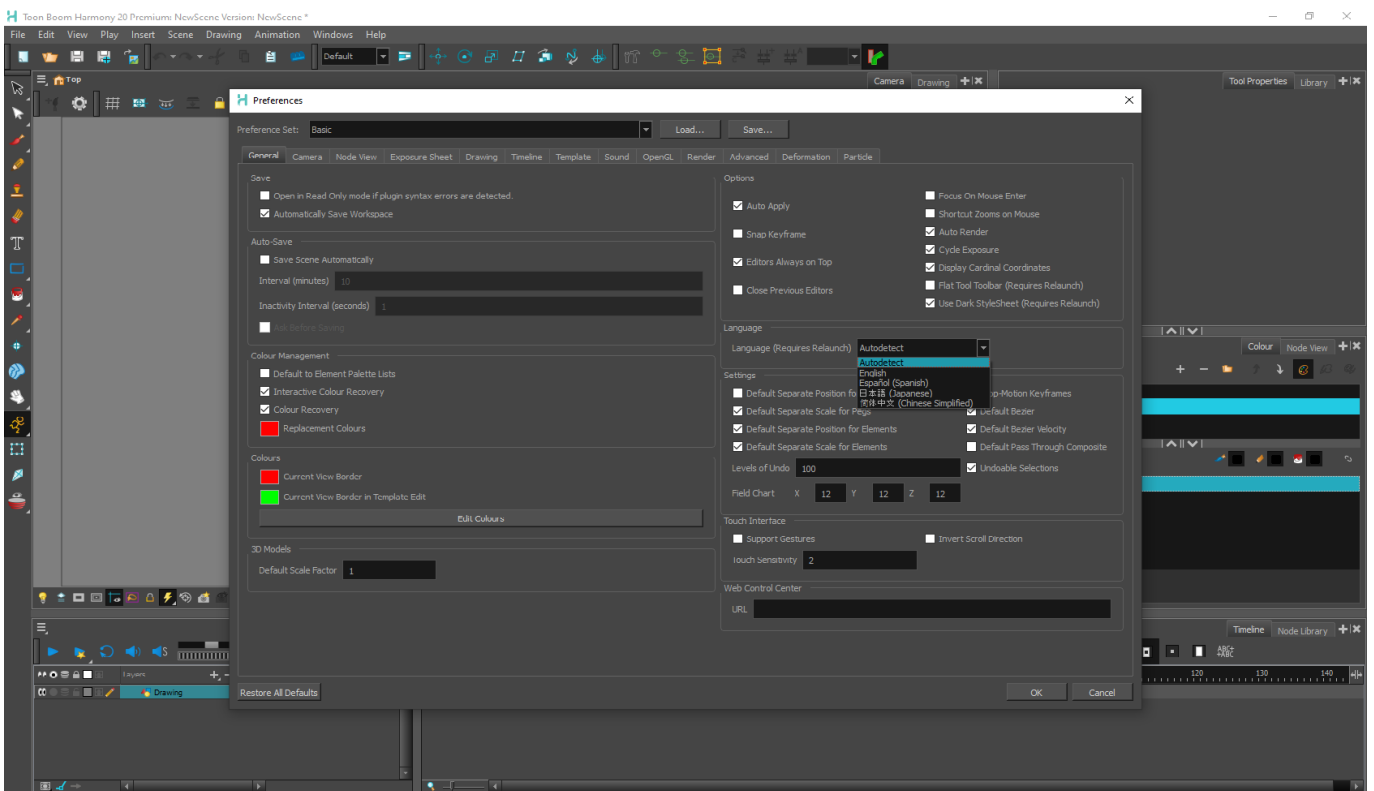 Toon Boom Harmony 20 Premium: NewScene Version: NewScene *
File Edit View Play Insert Scene Drawing Animation Windows Help
Default
Top
Camera Drawing
Tool Properties Library
Preferences
Preference Set: Basic Load... Save...
General Camera Node View Exposure Sheet Drawing Timeline Template Sound OpenGL Render Advanced Deformation Particle
Save
Open in Read Only mode if plugin syntax errors are detected.
Automatically Save Workspace
Auto-Save
Save Scene Automatically
Interval (minutes) 10
Inactivity Interval (seconds) 1
Ask Before Saving
Colour Management
Default to Element Palette Lists
Interactive Colour Recovery
Colour Recovery
Replacement Colours
Colours
Current View Border
Current View Border in Template Edit
Edit Colours
3D Models
Default Scale Factor 1
Options
Auto Apply
Snap Keyframe
Editors Always on Top
Close Previous Editors
Focus On Mouse Enter
Shortcut Zooms on Mouse
Auto Render
Cycle Exposure
Display Cardinal Coordinates
Flat Tool Toolbar (Requires Relaunch)
Use Dark StyleSheet (Requires Relaunch)
Language
Language (Requires Relaunch) Autodetect
Autodetect
English
Español (Spanish)
日本語 (Japanese)
简体中文 (Chinese Simplified)
Settings
Default Separate Position fo
op-Motion Keyframes
Default Separate Scale for Pegs
Default Bezier
Default Separate Position for Elements
Default Bezier Velocity
Default Separate Scale for Elements
Default Pass Through Composite
Levels of Undo 100
Undoable Selections
Field Chart X 12 Y 12 Z 12
Touch Interface
Support Gestures
Invert Scroll Direction
Touch Sensitivity 2
Web Control Center
URL
Restore All Defaults
OK Cancel
Colour Node View
Timeline Node Library
S
ABC+
+ABC
Layers
120 130 140
Drawing